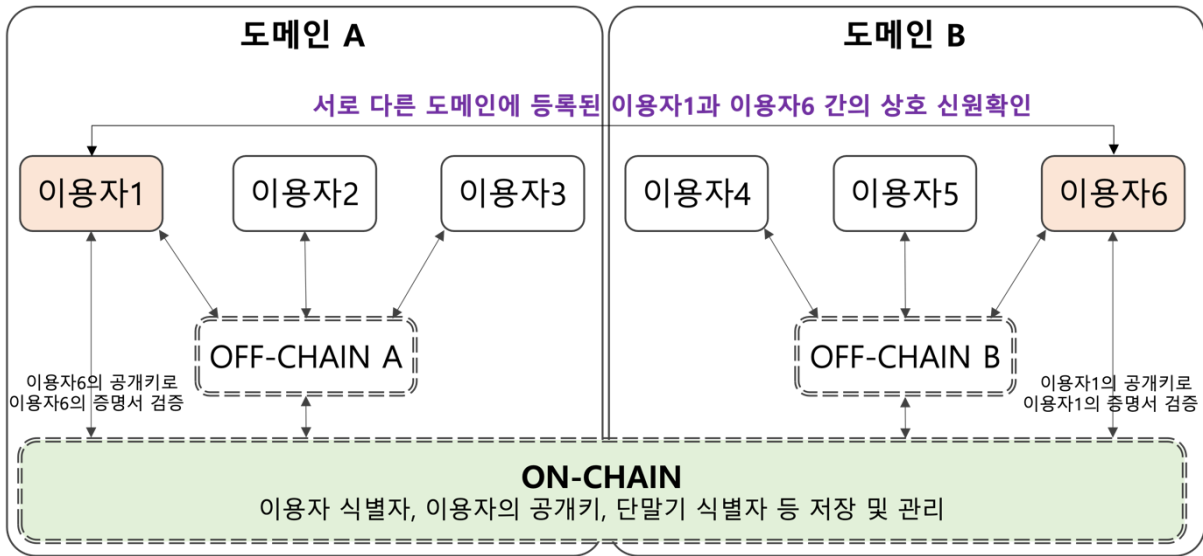 도메인 A
도메인 B
서로 다른 도메인에 등록된 이용자1과 이용자6 간의 상호 신원확인
이용자1
이용자2
이용자3
이용자4
이용자5
이용자6
OFF-CHAIN A
OFF-CHAIN B
이용자6의 공개키로
이용자6의 증명서 검증
이용자1의 공개키로
이용자1의 증명서 검증
ON-CHAIN
이용자 식별자, 이용자의 공개키, 단말기 식별자 등 저장 및 관리